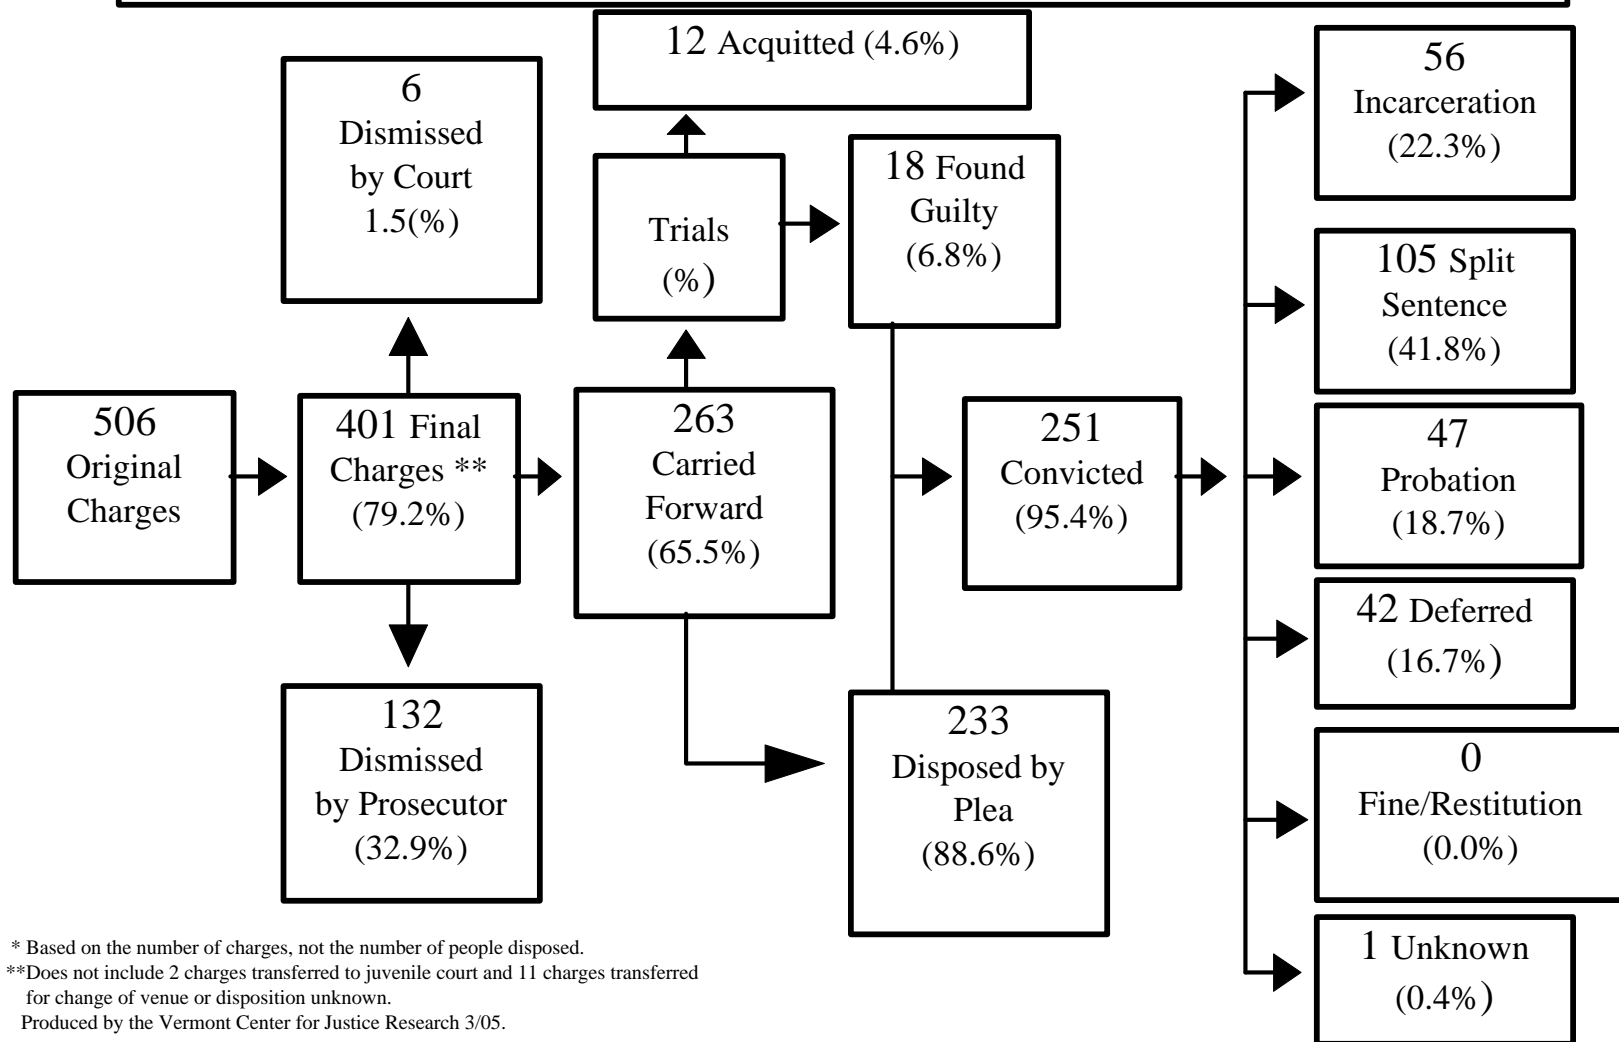 12 Acquitted (4.6%)
6
Dismissed
by Court
1.5(%)
Trials
(%)
18 Found
Guilty
(6.8%)
56
Incarceration
(22.3%)
105 Split
Sentence
(41.8%)
506
Original
Charges
401 Final
Charges **
(79.2%)
263
Carried
Forward
(65.5%)
251
Convicted
(95.4%)
47
Probation
(18.7%)
42 Deferred
(16.7%)
132
Dismissed
by Prosecutor
(32.9%)
233
Disposed by
Plea
(88.6%)
0
Fine/Restitution
(0.0%)
1 Unknown
(0.4%)
* Based on the number of charges, not the number of people disposed.
**Does not include 2 charges transferred to juvenile court and 11 charges transferred
for change of venue or disposition unknown.
Produced by the Vermont Center for Justice Research 3/05.